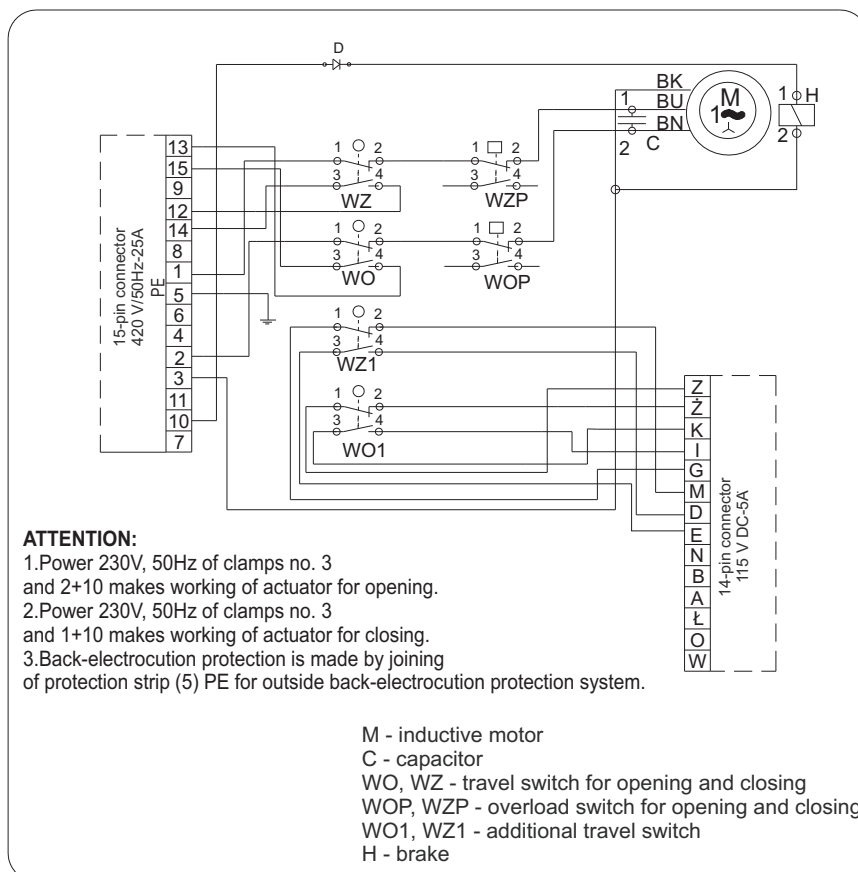 D
BK
BU
BN
M
1
1
2
C
1 H
2
15-pin connector
420 V/50Hz-25A
PE
13
15
9
12
14
8
1
5
6
4
2
3
11
10
7
1 2
3 4
WZ
1 2
3 4
WZP
1 2
3 4
WO
1 2
3 4
WOP
1 2
3 4
WZ1
1 2
3 4
WO1
Z
Ż
K
I
G
M
D
E
N
B
A
Ł
O
W
14-pin connector
115 V DC-5A
ATTENTION:
1.Power 230V, 50Hz of clamps no. 3
and 2+10 makes working of actuator for opening.
2.Power 230V, 50Hz of clamps no. 3
and 1+10 makes working of actuator for closing.
3.Back-electrocution protection is made by joining
of protection strip (5) PE for outside back-electrocution protection system.
M - inductive motor
C - capacitor
WO, WZ - travel switch for opening and closing
WOP, WZP - overload switch for opening and closing
WO1, WZ1 - additional travel switch
H - brake